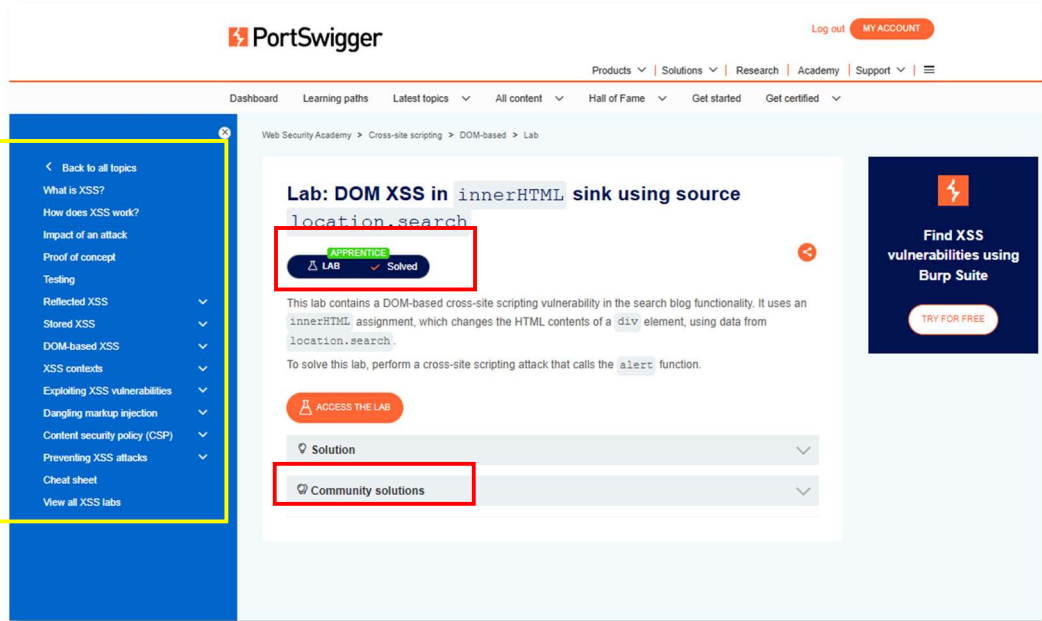 PortSwigger
Log out MY ACCOUNT
Products Solutions Research Academy Support
Dashboard Learning paths Latest topics All content Hall of Fame Get started Get certified
Web Security Academy > Cross-site scripting > DOM-based > Lab
Back to all topics
What is XSS?
How does XSS work?
Impact of an attack
Proof of concept
Testing
Reflected XSS
Stored XSS
DOM-based XSS
XSS contexts
Exploiting XSS vulnerabilities
Dangling markup injection
Content security policy (CSP)
Preventing XSS attacks
Cheat sheet
View all XSS labs
Lab: DOM XSS in innerHTML sink using source
location.search
APPRENTICE
LAB Solved
This lab contains a DOM-based cross-site scripting vulnerability in the search blog functionality. It uses an
innerHTML assignment, which changes the HTML contents of a div element, using data from
location.search.
To solve this lab, perform a cross-site scripting attack that calls the alert function.
ACCESS THE LAB
Solution
Community solutions
Find XSS
vulnerabilities using
Burp Suite
TRY FOR FREE